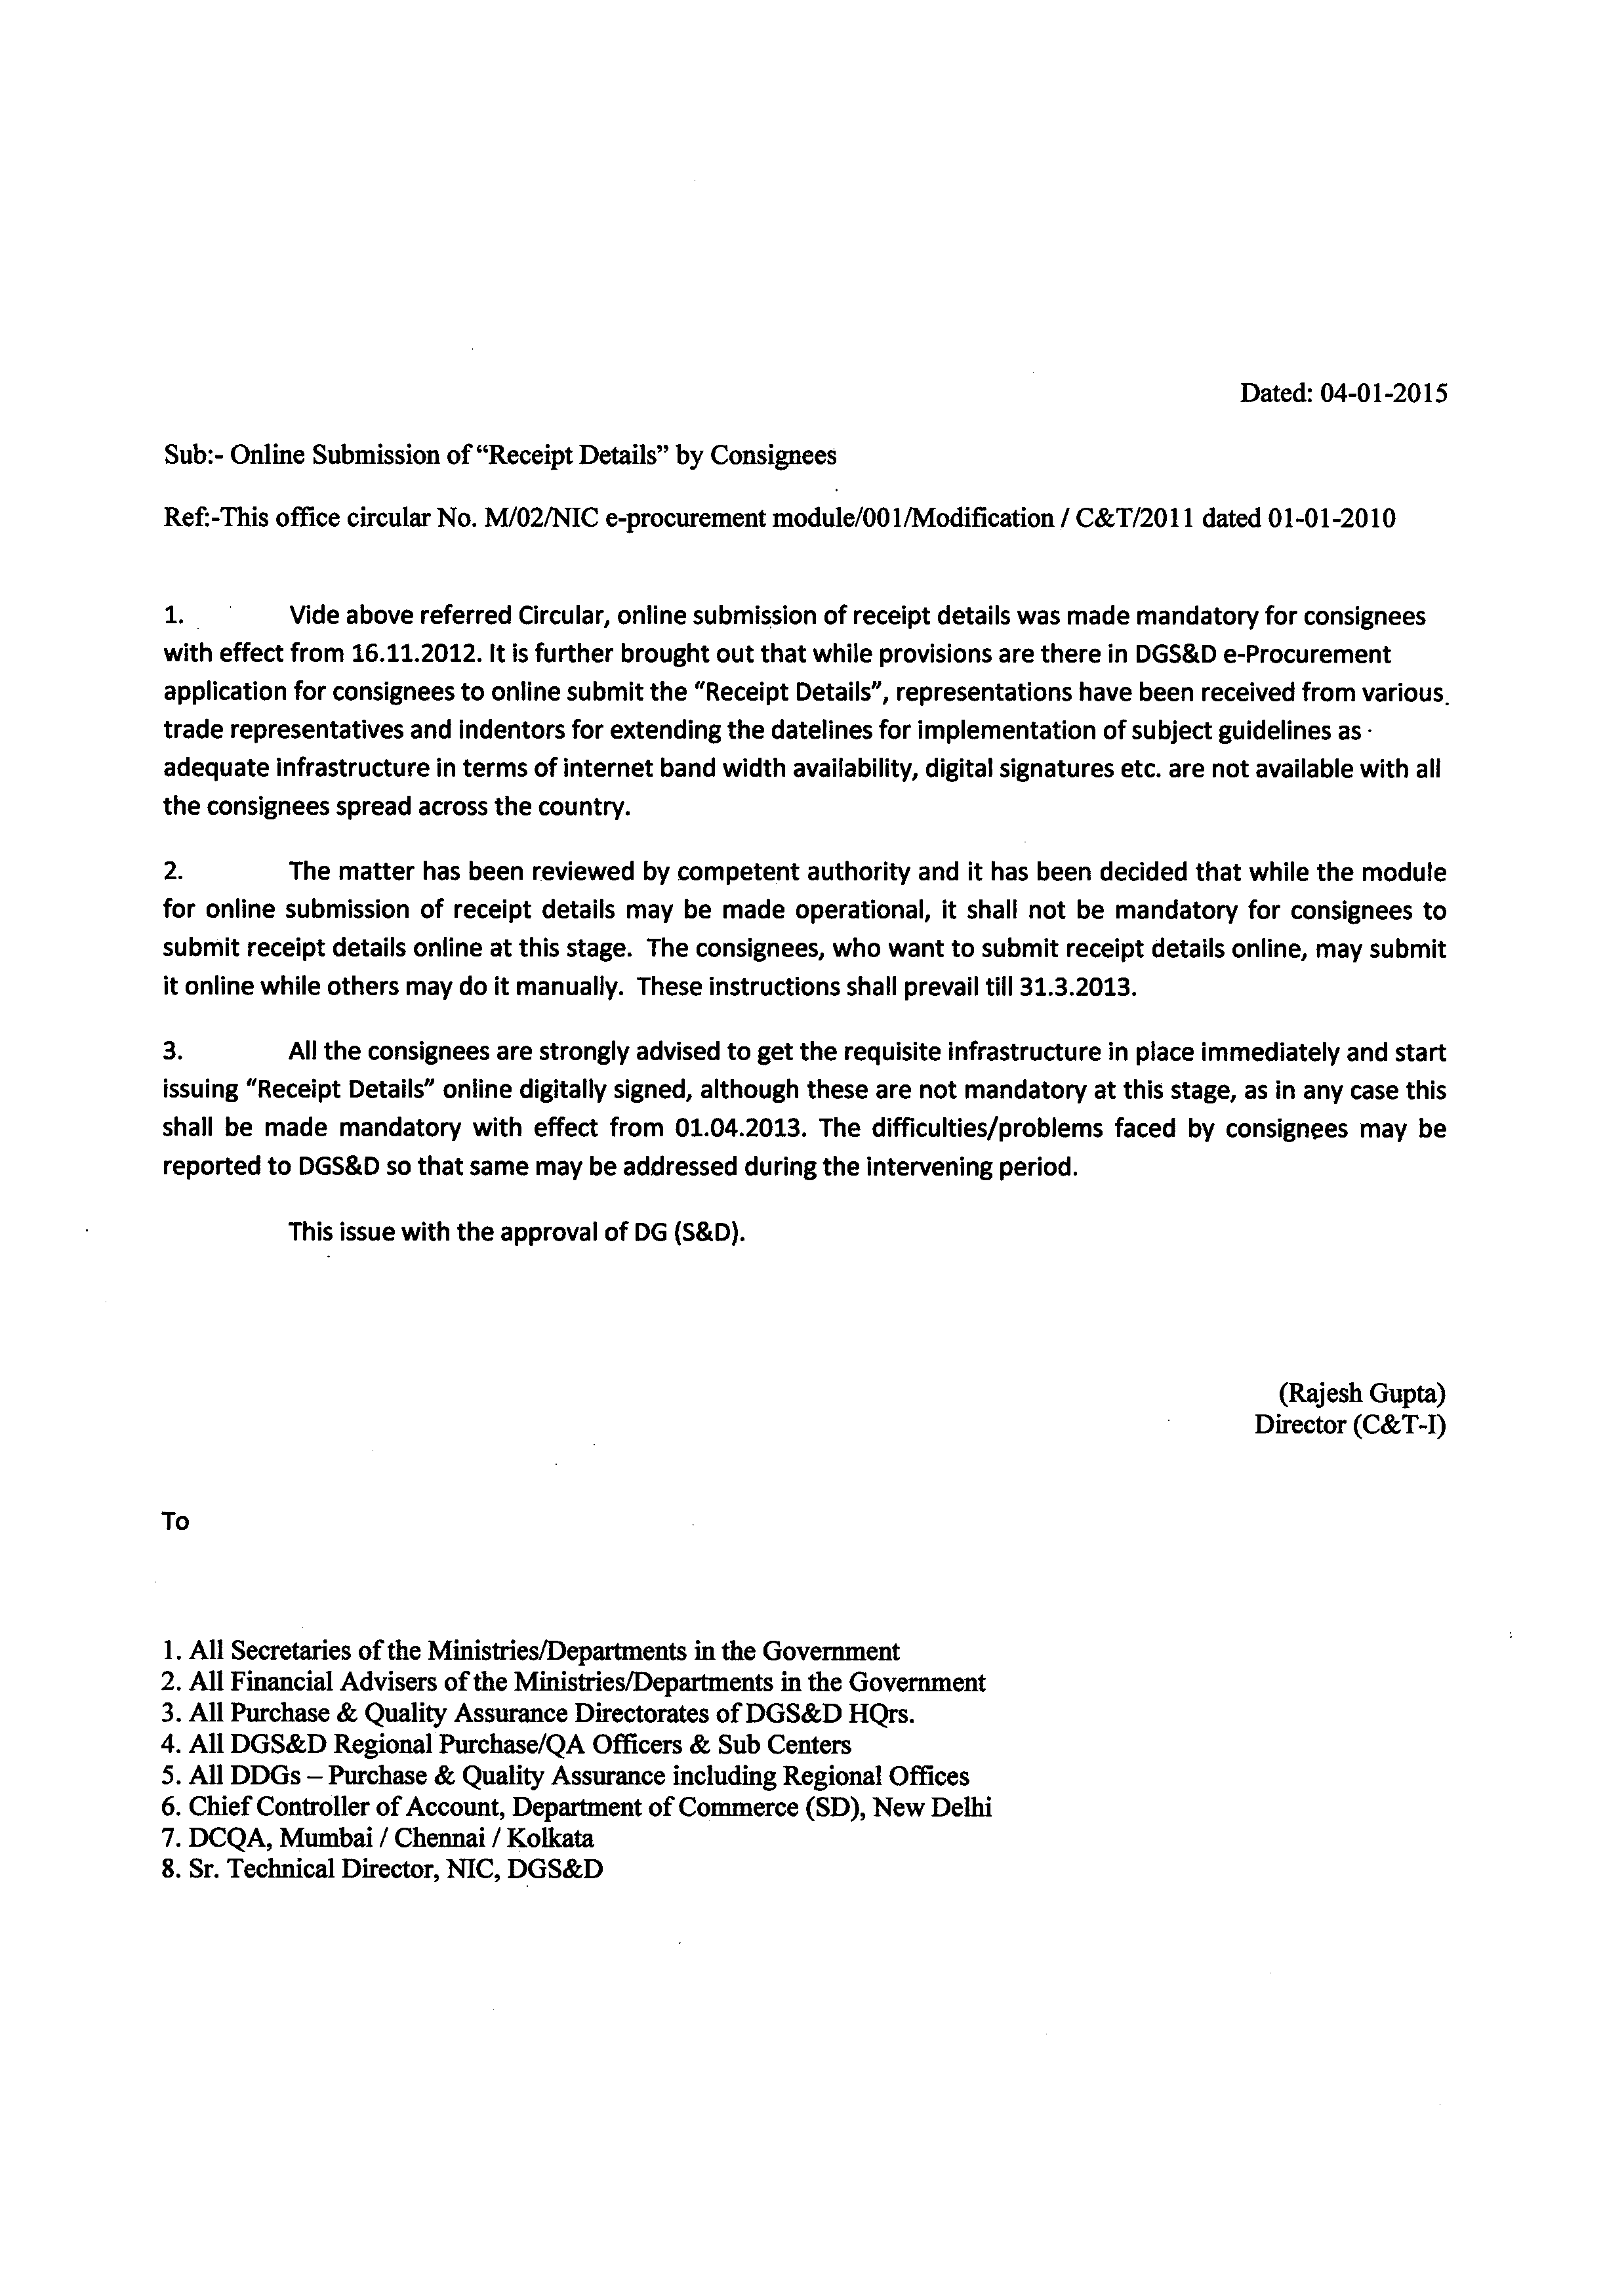 Dated: 04-01-2015
Sub:- Online Submission of “Receipt Details” by Consignees
Ref:-This office circular No. M/02/NIC e-procurement module/001/Modification / C&T/2011 dated 01-01-2010
1. Vide above referred Circular, online submission of receipt details was made mandatory for consignees
with effect from 16.11.2012. It is further brought out that while provisions are there in DGS&D e-Procurement
application for consignees to online submit the “Receipt Details”, representations have been received from various
trade representatives and indentors for extending the datelines for implementation of subject guidelines as
adequate infrastructure in terms of internet band width availability, digital signatures etc. are not available with all
the consignees spread across the country.
2. The matter has been reviewed by competent authority and it has been decided that while the module
for online submission of receipt details may be made operational, it shall not be mandatory for consignees to
submit receipt details online at this stage. The consignees, who want to submit receipt details online, may submit
it online while others may do it manually. These instructions shall prevail till 31.3.2013.
3. All the consignees are strongly advised to get the requisite infrastructure in place immediately and start
issuing “Receipt Details” online digitally signed, although these are not mandatory at this stage, as in any case this
shall be made mandatory with effect from 01.04.2013. The difficulties/problems faced by consignees may be
reported to DGS&D so that same may be addressed during the intervening period.
This issue with the approval of DG (S&D).
(Rajesh Gupta)
Director (C&T-I)
To
1. All Secretaries of the Ministries/Departments in the Government
2. All Financial Advisers of the Ministries/Departments in the Government
3. All Purchase & Quality Assurance Directorates of DGS&D HQrs.
4. All DGS&D Regional Purchase/QA Officers & Sub Centers
5. All DDGs – Purchase & Quality Assurance including Regional Offices
6. Chief Controller of Account, Department of Commerce (SD), New Delhi
7. DCQA, Mumbai / Chennai / Kolkata
8. Sr. Technical Director, NIC, DGS&D